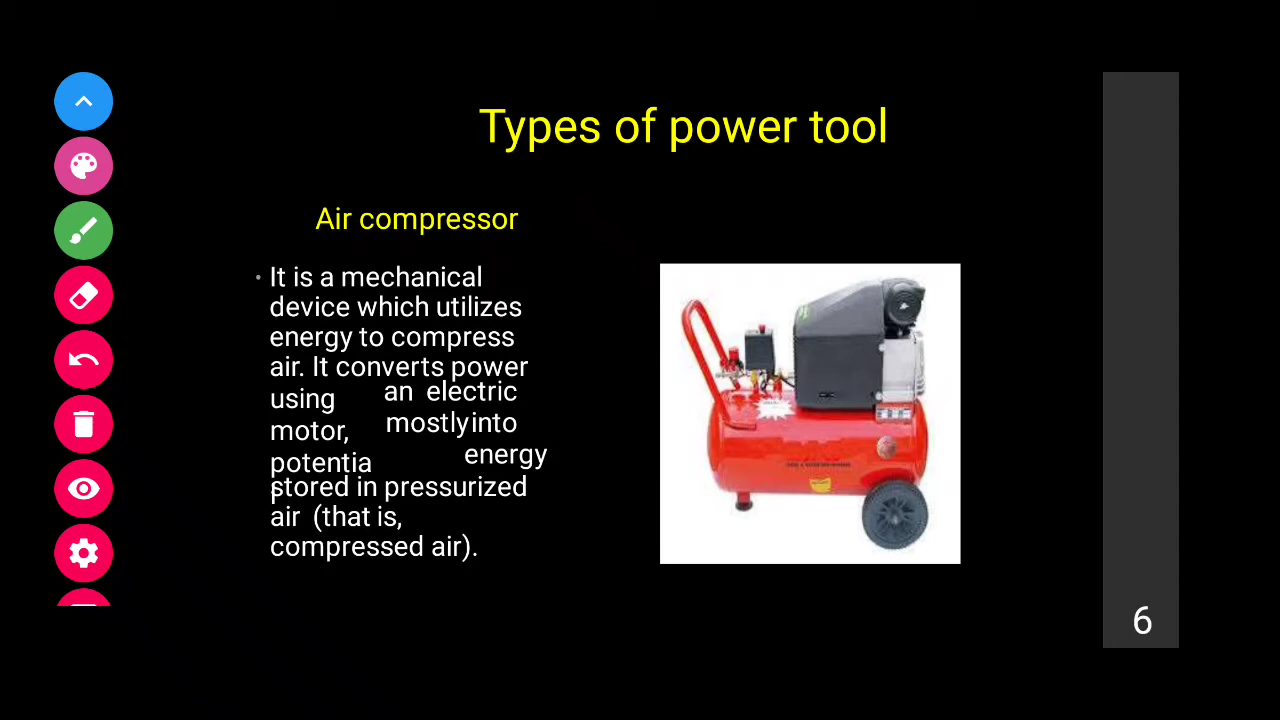 Types of power tool
Air compressor
• It is a mechanical
device which utilizes
energy to compress
air. It converts power
using an electric
motor, mostly into
potentia energy
stored in pressurized
air (that is,
compressed air).
6